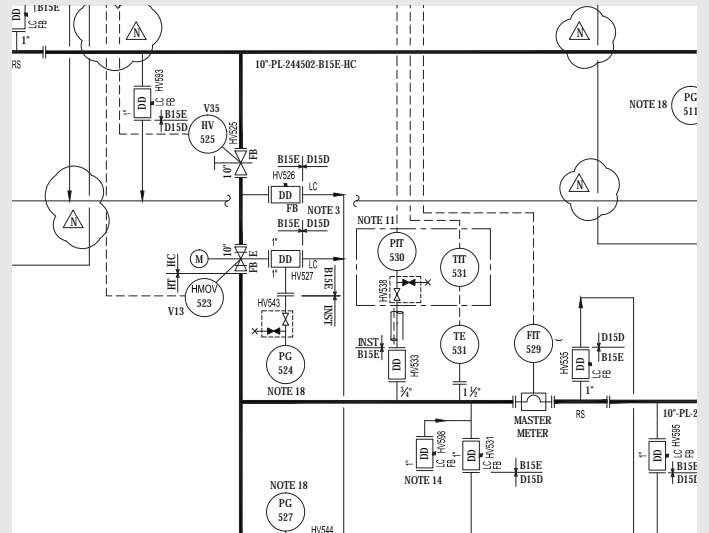 B15E
DD
LC
FB
1"
RS
N
N
10"-PL-244502-B15E-HC
HV593
DD
LC
FB
1"
B15E
D15D
V35
HV
525
HV525
FB
10"
NOTE 18
PG
511
B15E
D15D
HV526
DD
LC
FB
NOTE 3
N
N
B15E
D15D
NOTE 11
M
10"
E
FB
1"
DD
1"
LC
HV527
HC
HT
HMOV
523
V13
B15E
INST
HV543
PG
524
NOTE 18
PIT
530
TIT
531
HV538
INST
B15E
DD
HV533
¾"
TE
531
1 ½"
FIT
529
HV535
DD
LC
FB
D15D
B15E
1"
MASTER
METER
RS
10"-PL-2
1"
DD
HV598
LC
FB
NOTE 14
1"
DD
HV531
LC
FB
B15E
D15D
1"
DD
HV595
LC
FB
B15E
D15D
NOTE 18
PG
527
HV544